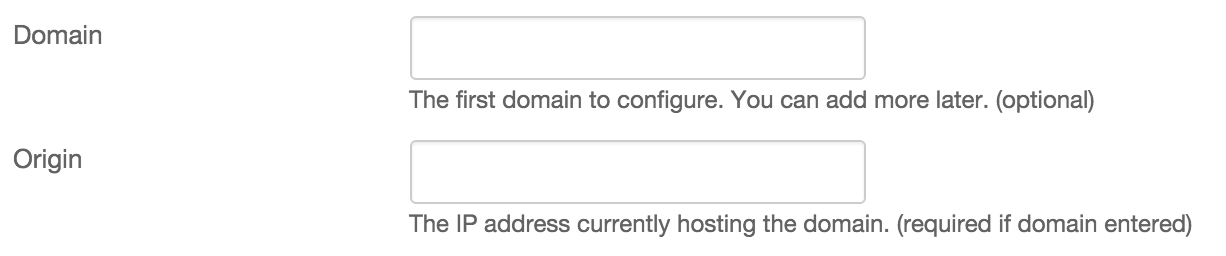 Domain
The first domain to configure. You can add more later. (optional)
Origin
The IP address currently hosting the domain. (required if domain entered)